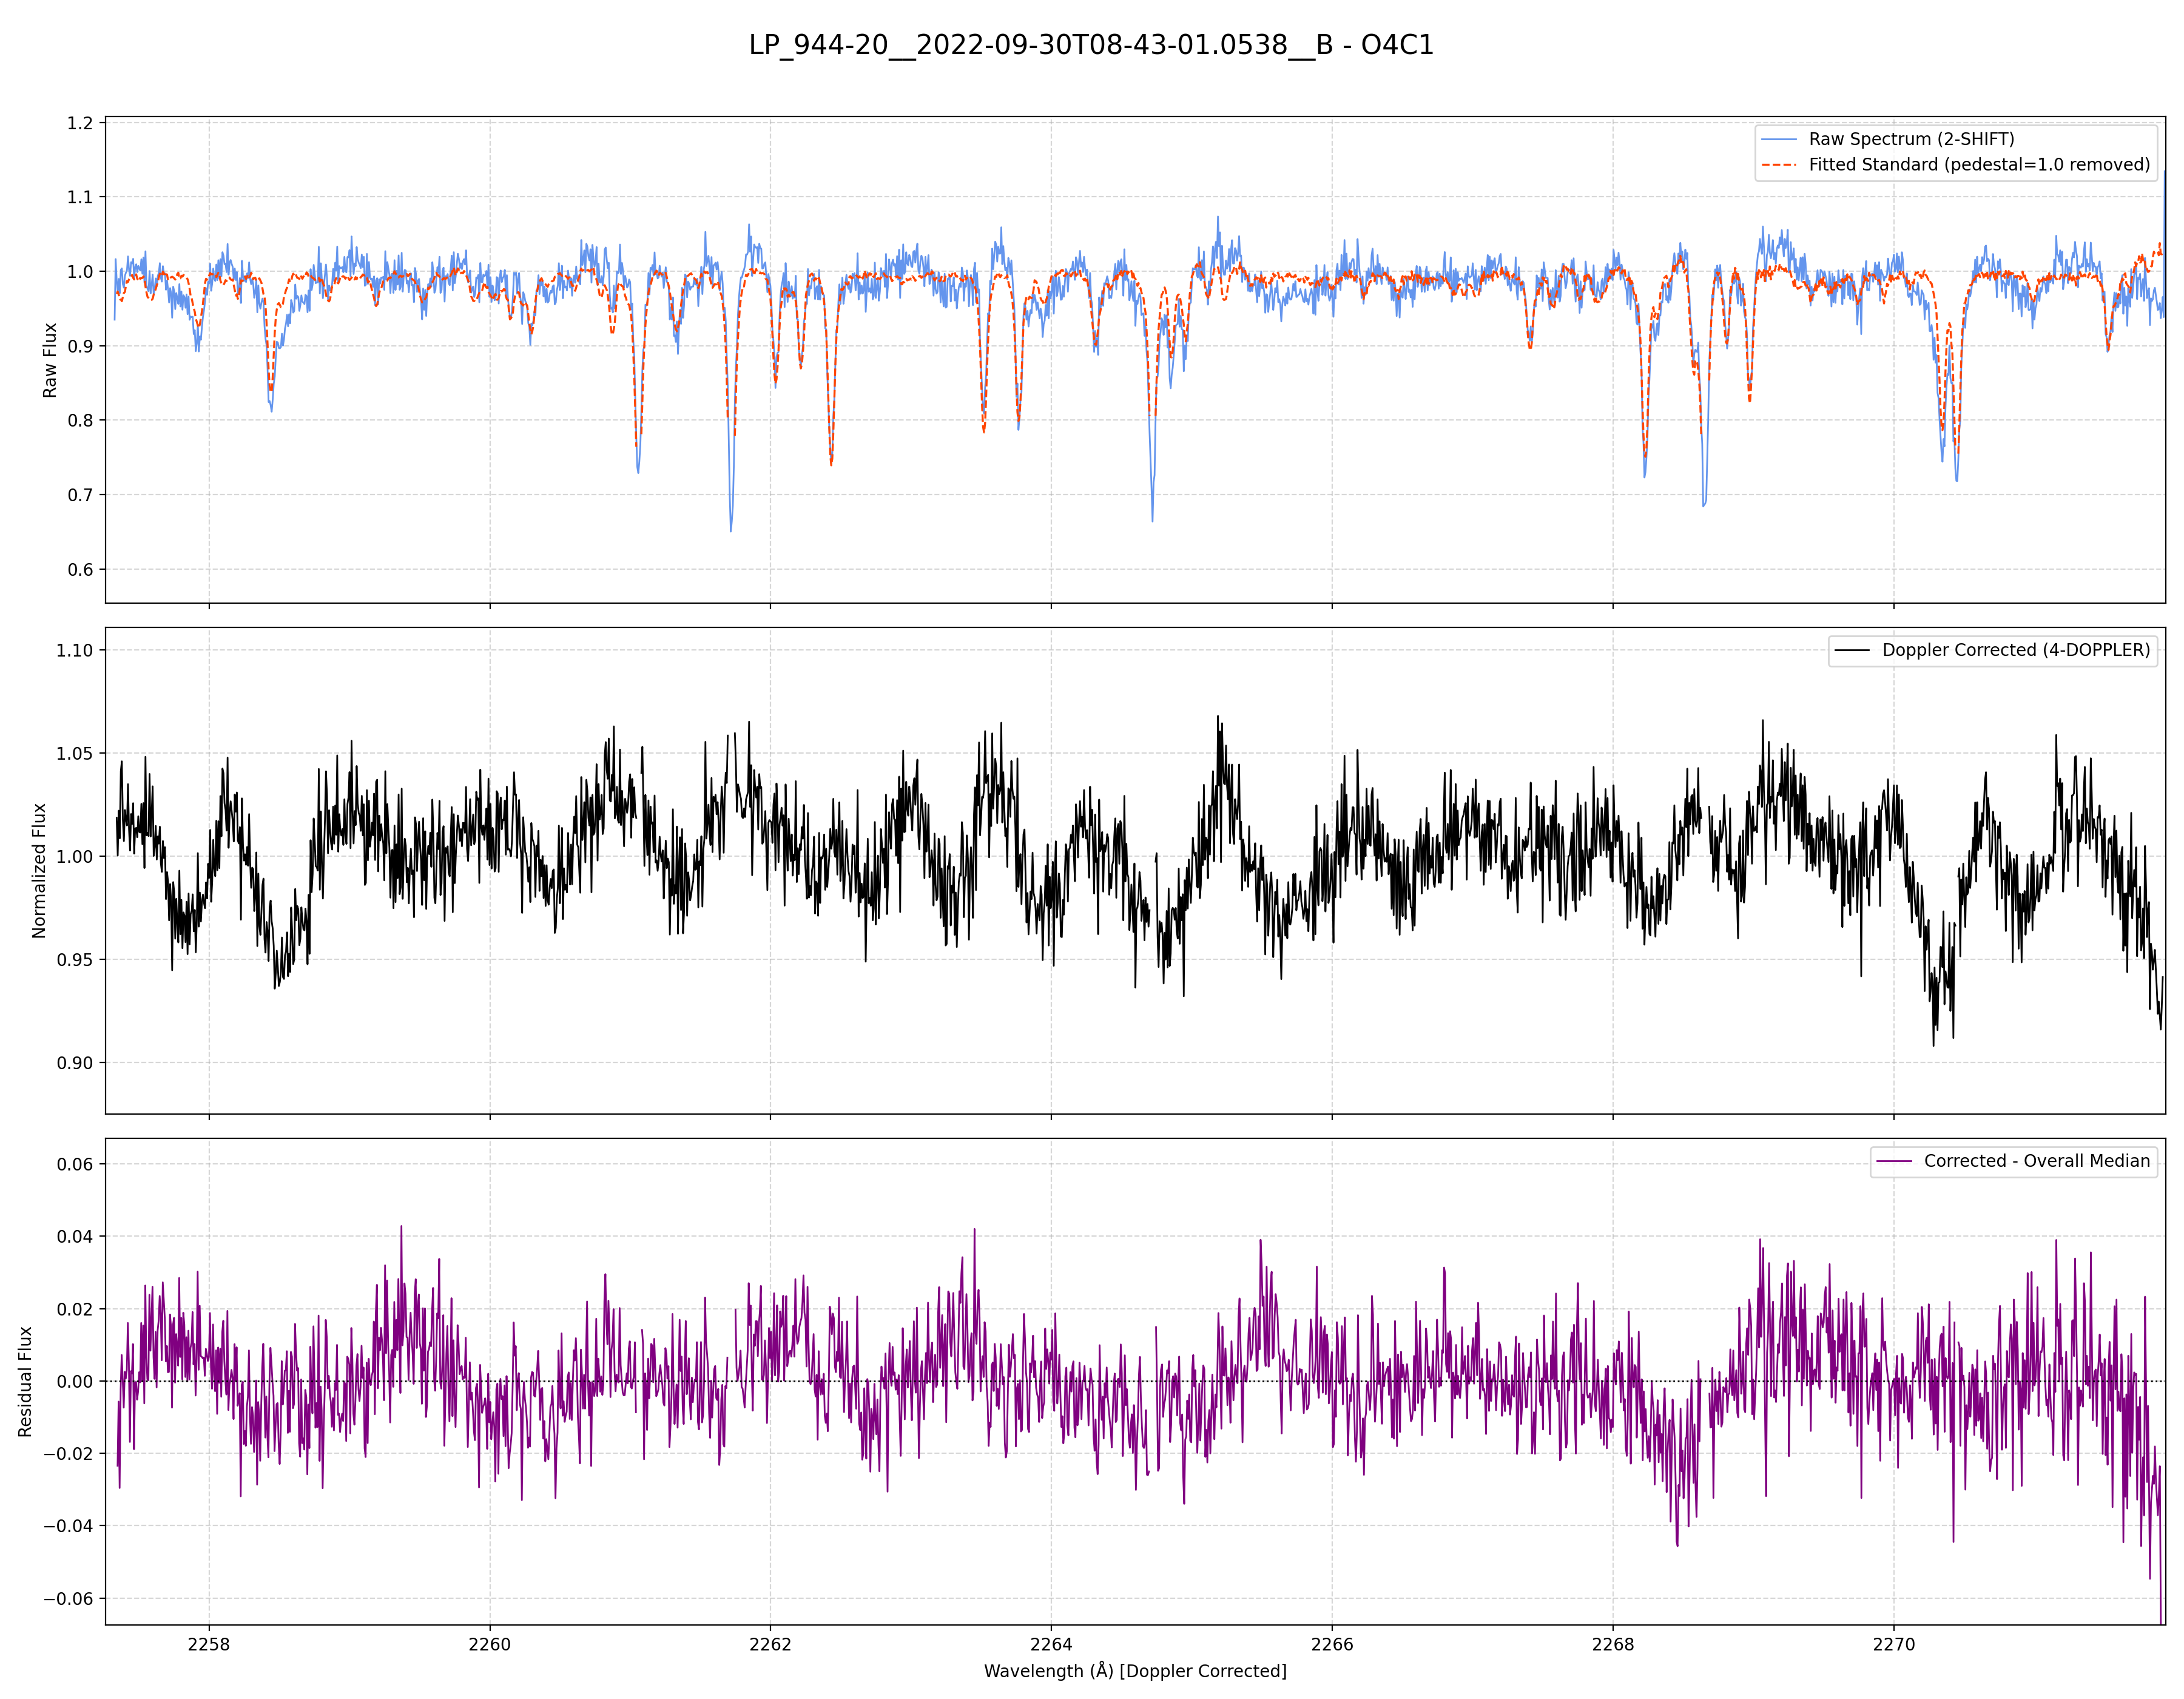 LP_944-20__2022-09-30T08-43-01.0538__B - O4C1
1.2
1.1
1.0
0.9
0.8
0.7
0.6
Raw Flux
Raw Spectrum (2-SHIFT)
Fitted Standard (pedestal=1.0 removed)
1.10
1.05
1.00
0.95
0.90
Normalized Flux
Doppler Corrected (4-DOPPLER)
0.06
0.04
0.02
0.00
−0.02
−0.04
−0.06
Residual Flux
Corrected - Overall Median
2258 2260 2262 2264 2266 2268 2270
Wavelength (Å) [Doppler Corrected]